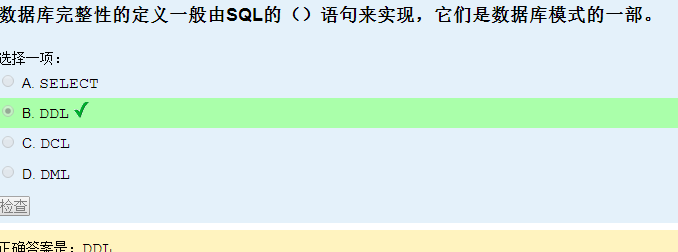 数据库完整性的定义一般由SQL的（）语句来实现，它们是数据库模式的一部。
选择一项：
A. SELECT
B. DDL
C. DCL
D. DML
检查
正确答案是：DDL